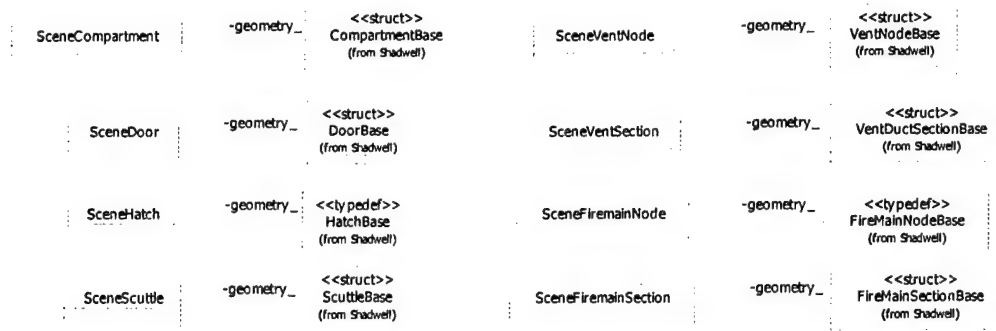 SceneCompartment
-geometry_
<<struct>>
CompartmentBase
(from Shadwell)
SceneVentNode
-geometry_
<<struct>>
VentNodeBase
(from Shadwell)
SceneDoor
-geometry_
<<struct>>
DoorBase
(from Shadwell)
SceneVentSection
-geometry_
<<struct>>
VentDuctSectionBase
(from Shadwell)
SceneHatch
-geometry_
<<typedef>>
HatchBase
(from Shadwell)
SceneFiremainNode
-geometry_
<<typedef>>
FireMainNodeBase
(from Shadwell)
SceneScuttle
-geometry_
<<struct>>
ScuttleBase
(from Shadwell)
SceneFiremainSection
-geometry_
<<struct>>
FireMainSectionBase
(from Shadwell)